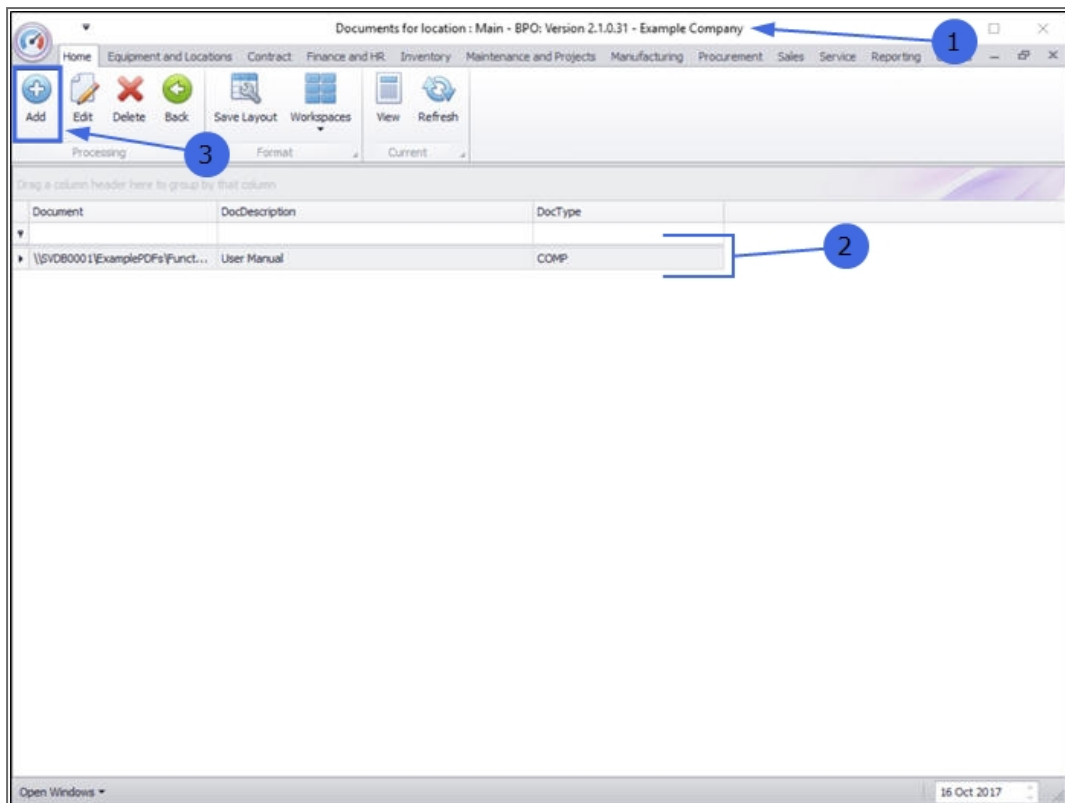 Documents for location : Main - BPO: Version 2.1.0.31 - Example Company
1
Home Equipment and Locations Contract Finance and HR Inventory Maintenance and Projects Manufacturing Procurement Sales Service Reporting
Add Edit Delete Back Save Layout Workspaces View Refresh
3
Processing Format Current
Drag a column header here to group by that column
Document DocDescription DocType
2
\\SVDB0001\ExamplePDFs\Funct... User Manual COMP
Open Windows 16 Oct 2017